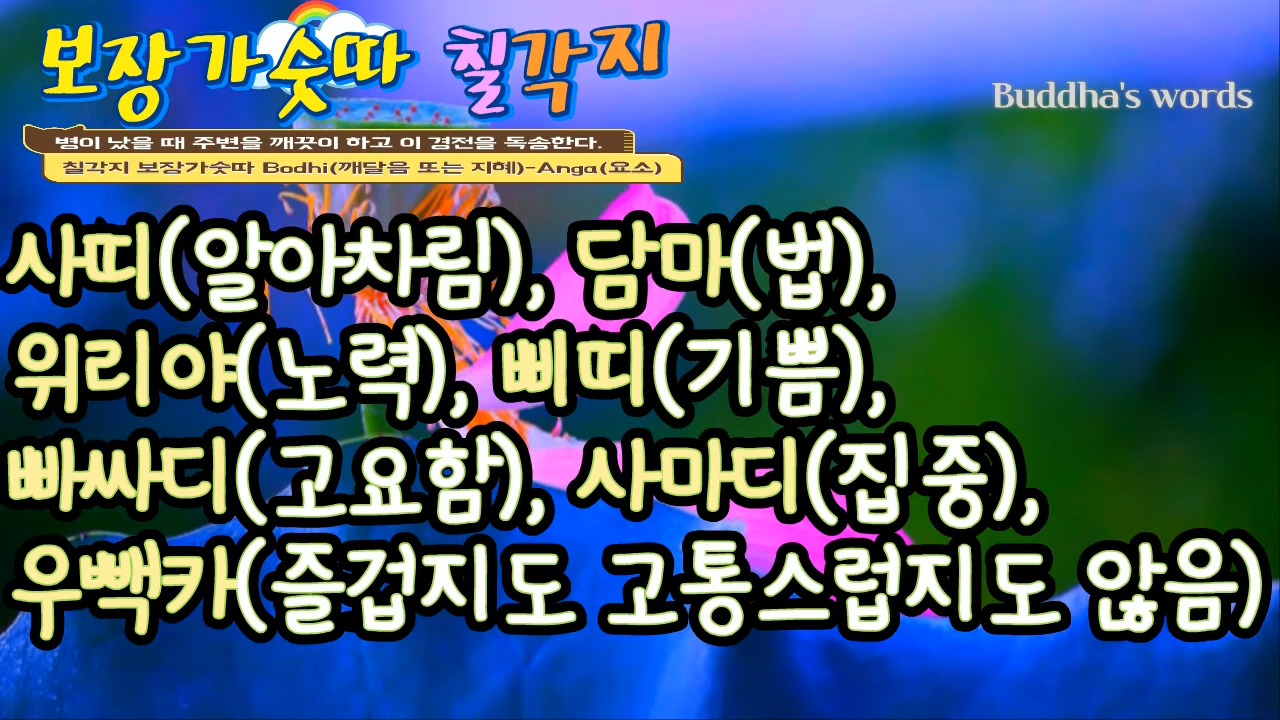 보장가숫따 칠각지
Buddha's words
병이 났을 때 주변을 깨끗이 하고 이 경전을 독송한다.
칠각지 보장가숫따 Bodhi(깨달음 또는 지혜)-Anga(요소)
사띠(알아차림), 담마(법),
위리야(노력), 삐띠(기쁨),
빠싸디(고요함), 사마디(집중),
우빽카(즐겁지도 고통스럽지도 않음)